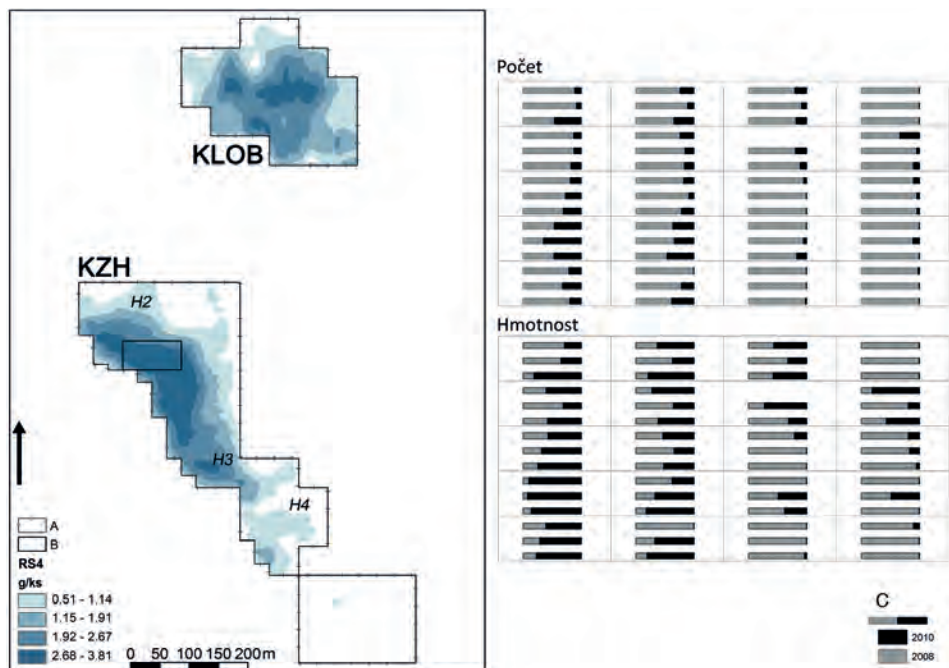 KLOB
KZH
H2
H3
H4
A
B
RS4
g/ks
0.51 - 1.14
1.15 - 1.91
1.92 - 2.67
2.68 - 3.81
0 50 100 150 200 m
Počet
Hmotnost
C
2010
2008